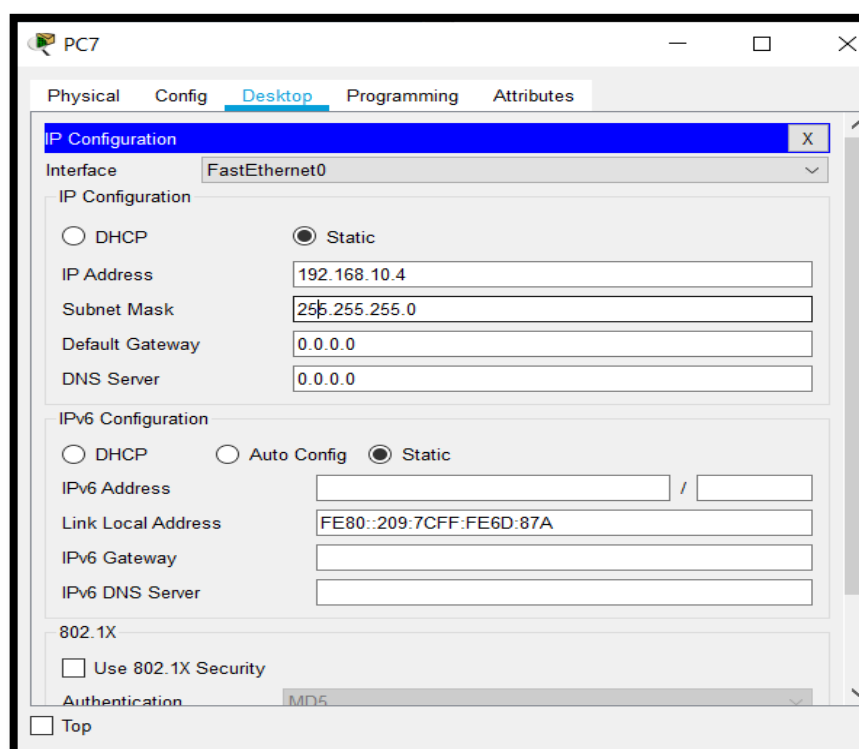 PC7
Physical Config Desktop Programming Attributes
IP Configuration X
Interface FastEthernet0
IP Configuration
DHCP Static
IP Address 192.168.10.4
Subnet Mask 255.255.255.0
Default Gateway 0.0.0.0
DNS Server 0.0.0.0
IPv6 Configuration
DHCP Auto Config Static
IPv6 Address /
Link Local Address FE80::209:7CFF:FE6D:87A
IPv6 Gateway
IPv6 DNS Server
802.1X
Use 802.1X Security
Authentication MD5
Top